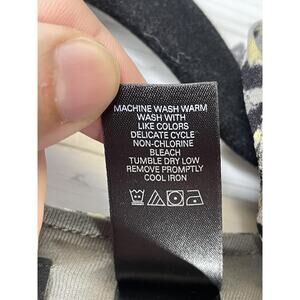 MACHINE WASH WARM
WASH WITH
LIKE COLORS
DELICATE CYCLE
NON-CHLORINE
BLEACH
TUMBLE DRY LOW
REMOVE PROMPTLY
COOL IRON